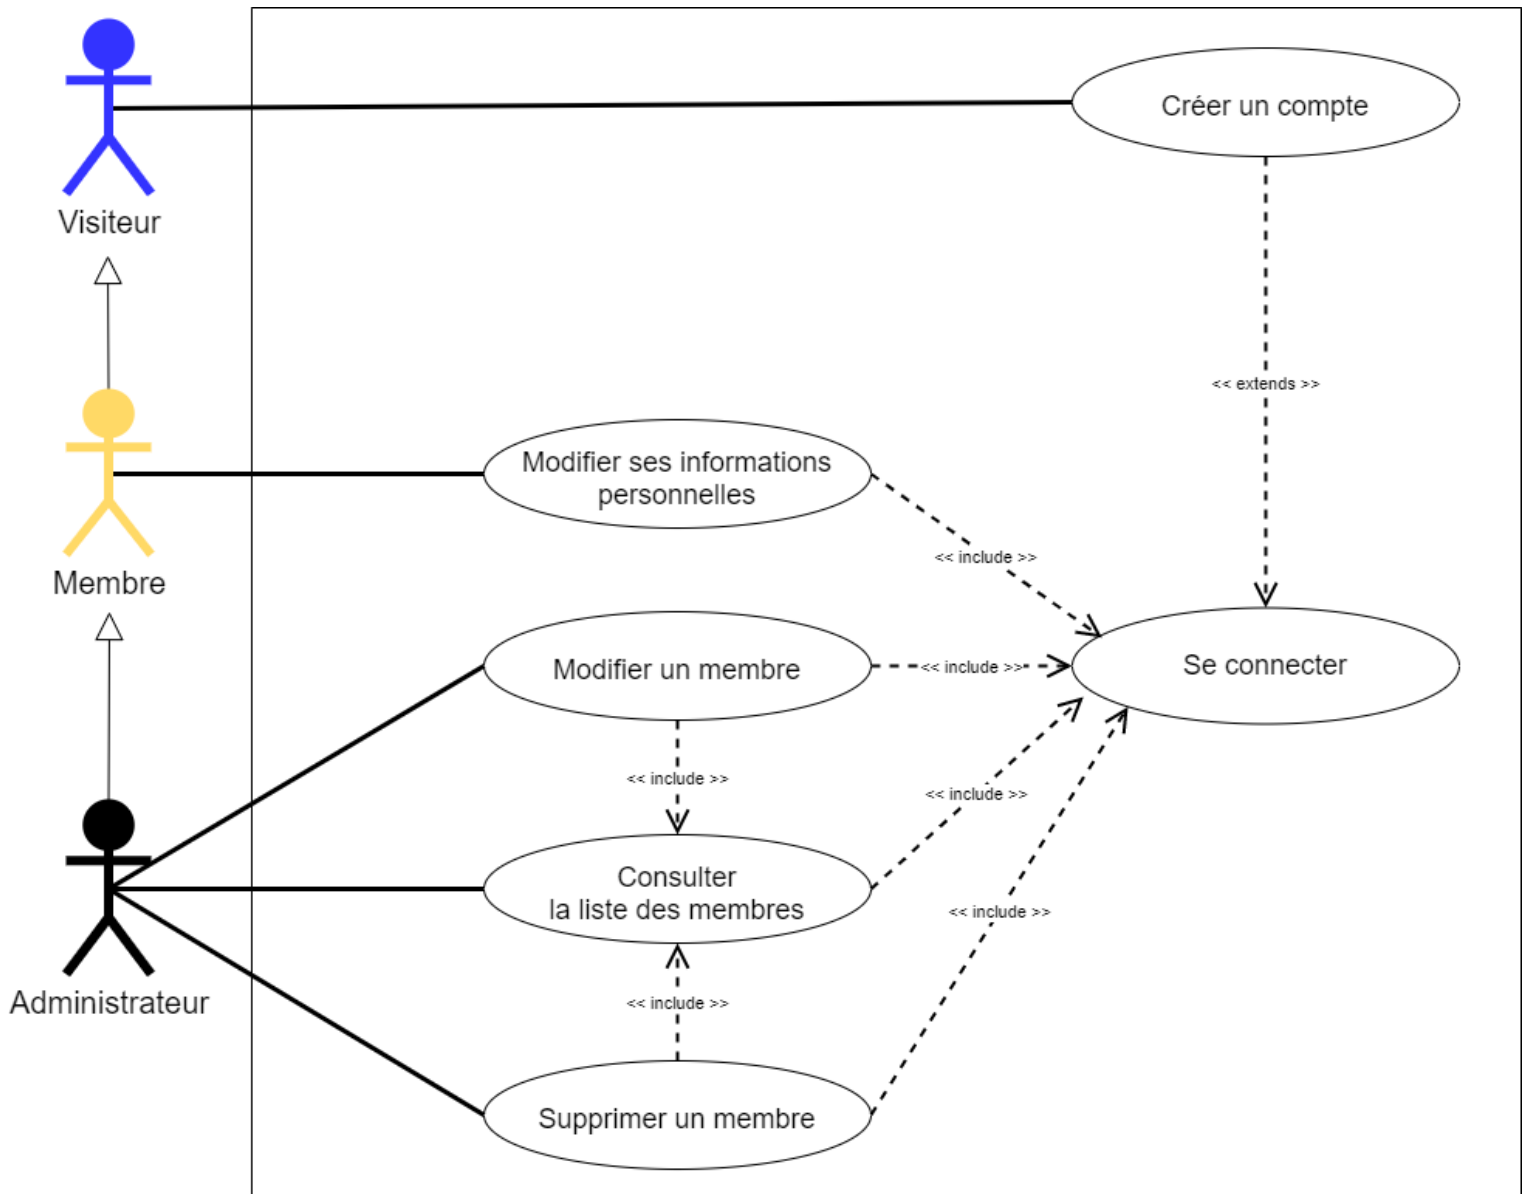 Créer un compte
Visiteur
<< extends >>
Modifier ses informations
personnelles
<< include >>
Membre
Modifier un membre
<< include >>
Se connecter
<< include >>
<< include >>
Consulter
la liste des membres
<< include >>
Administrateur
<< include >>
Supprimer un membre